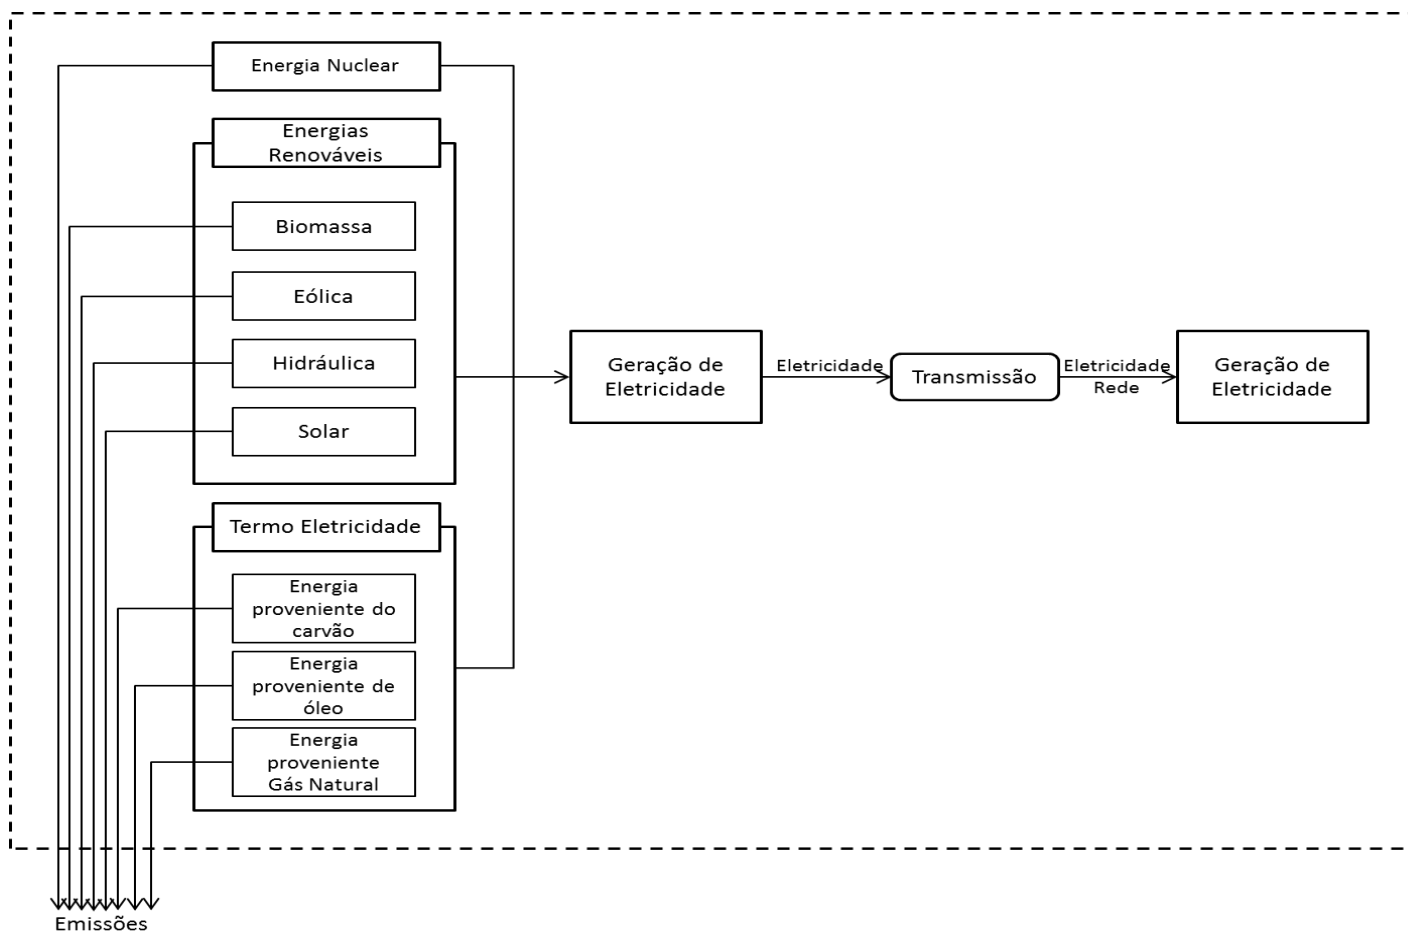 Energia Nuclear
Energias
Renováveis
Biomassa
Eólica
Hidráulica
Solar
Termo Eletricidade
Energia
proveniente do
carvão
Energia
proveniente de
óleo
Energia
proveniente
Gás Natural
Geração de
Eletricidade
Eletricidade
Transmissão
Eletricidade
Rede
Geração de
Eletricidade
Emissões